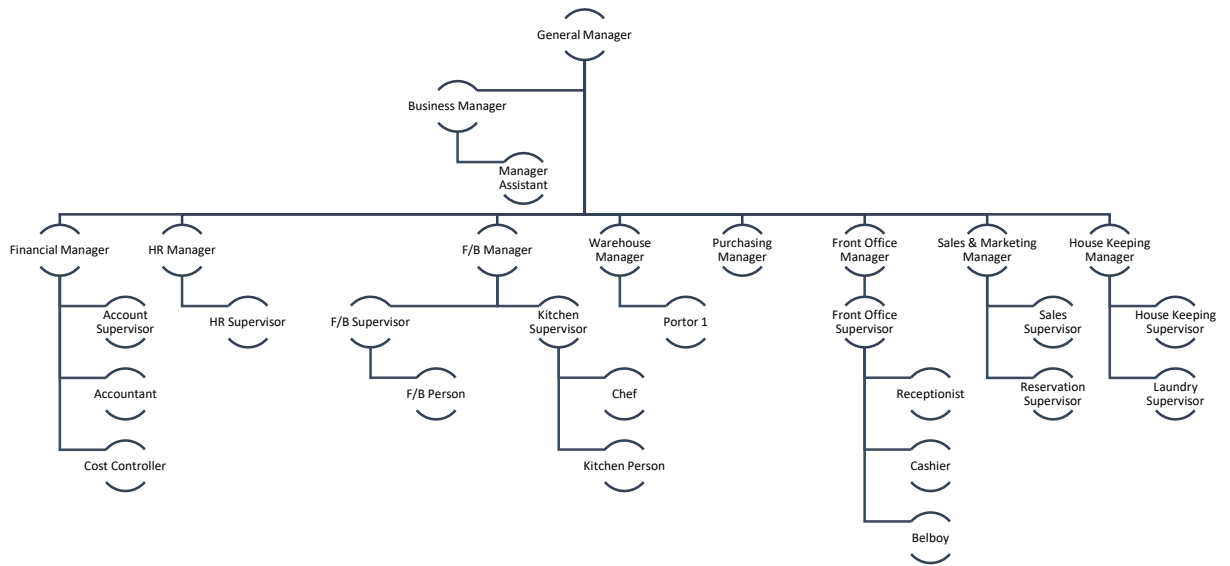 General Manager
Business Manager
Manager
Assistant
Financial Manager
HR Manager
F/B Manager
Warehouse
Manager
Purchasing
Manager
Front Office
Manager
Sales & Marketing
Manager
House Keeping
Manager
Account
Supervisor
HR Supervisor
F/B Supervisor
Kitchen
Supervisor
Portor 1
Front Office
Supervisor
Sales
Supervisor
House Keeping
Supervisor
Accountant
F/B Person
Chef
Receptionist
Reservation
Supervisor
Laundry
Supervisor
Cost Controller
Kitchen Person
Cashier
Belboy